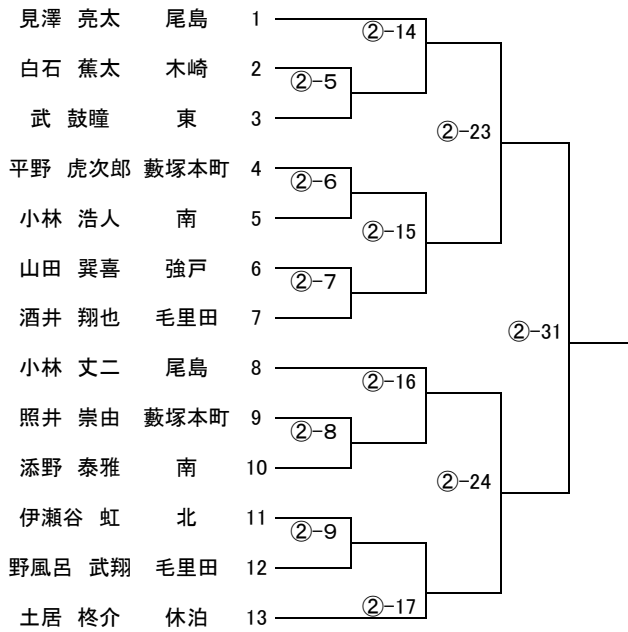 見澤 亮太 尾島 1
②-14
白石 蕉太 木崎 2
②-5
武 鼓瞳 東 3
②-23
平野 虎次郎 藪塚本町 4
②-6
小林 浩人 南 5
②-15
山田 巽喜 強戸 6
②-7
酒井 翔也 毛里田 7
②-31
小林 丈二 尾島 8
②-16
照井 崇由 藪塚本町 9
②-8
添野 泰雅 南 10
②-24
伊瀬谷 虹 北 11
②-9
野風呂 武翔 毛里田 12
②-17
土居 柊介 休泊 13